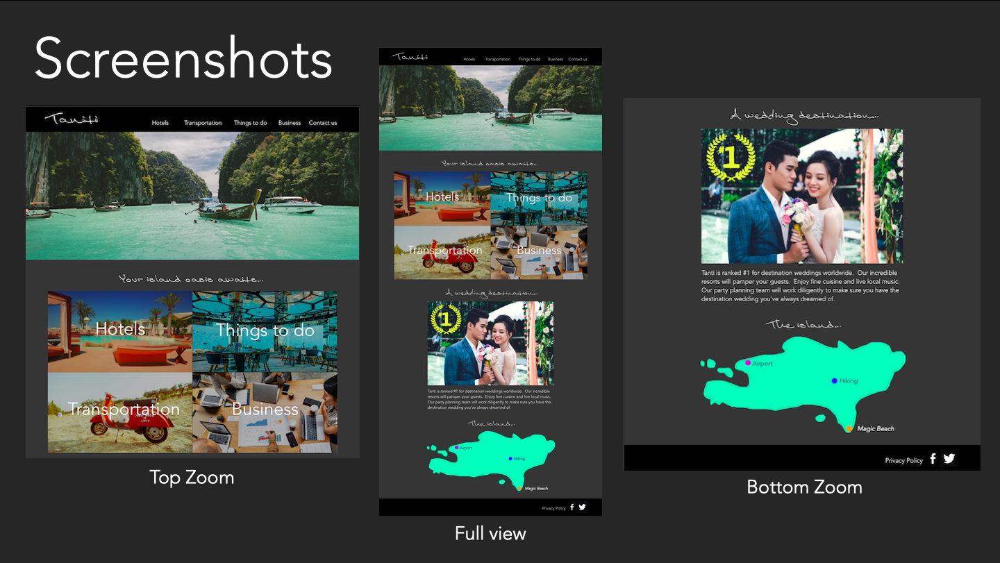 Screenshots
Taniti
Hotels Transportation Things to do Business Contact us
Your island oasis awaits...
Hotels
Things to do
Transportation
Business
Top Zoom
Taniti
Hotels Transportation Things to do Business Contact us
Your island oasis awaits...
Hotels
Things to do
Transportation
Business
A wedding destination...
#1
Tanti is ranked #1 for destination weddings worldwide. Our incredible
resorts will pamper your guests. Enjoy fine cuisine and live local music.
Our party planning team will work diligently to make sure you have the
destination wedding you've always dreamed of.
The island...
Airport
Hiking
Magic Beach
Privacy Policy
Full view
A wedding destination...
#1
Tanti is ranked #1 for destination weddings worldwide. Our incredible
resorts will pamper your guests. Enjoy fine cuisine and live local music.
Our party planning team will work diligently to make sure you have the
destination wedding you've always dreamed of.
The island...
Airport
Hiking
Magic Beach
Privacy Policy
Bottom Zoom